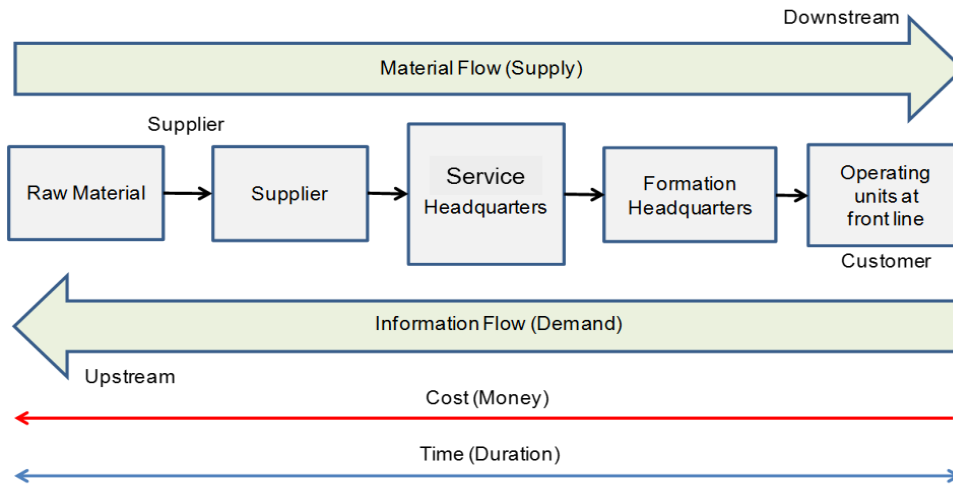 Downstream
Material Flow (Supply)
Supplier
Raw Material
Supplier
Service
Headquarters
Formation
Headquarters
Operating
units at
front line
Customer
Information Flow (Demand)
Upstream
Cost (Money)
Time (Duration)